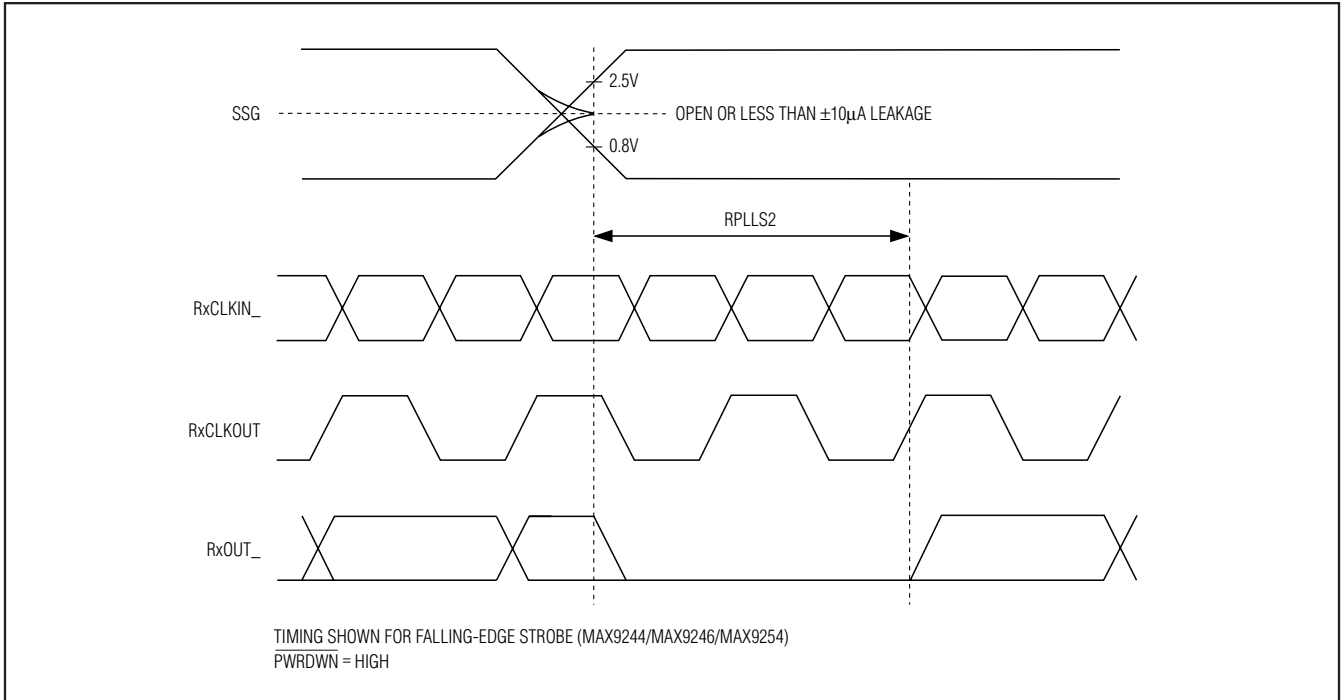 2.5V
SSG
OPEN OR LESS THAN ±10µA LEAKAGE
0.8V
RPLLS2
RxCLKIN_
RxCLKOUT
RxOUT_
TIMING SHOWN FOR FALLING-EDGE STROBE (MAX9244/MAX9246/MAX9254)
PWRDWN = HIGH